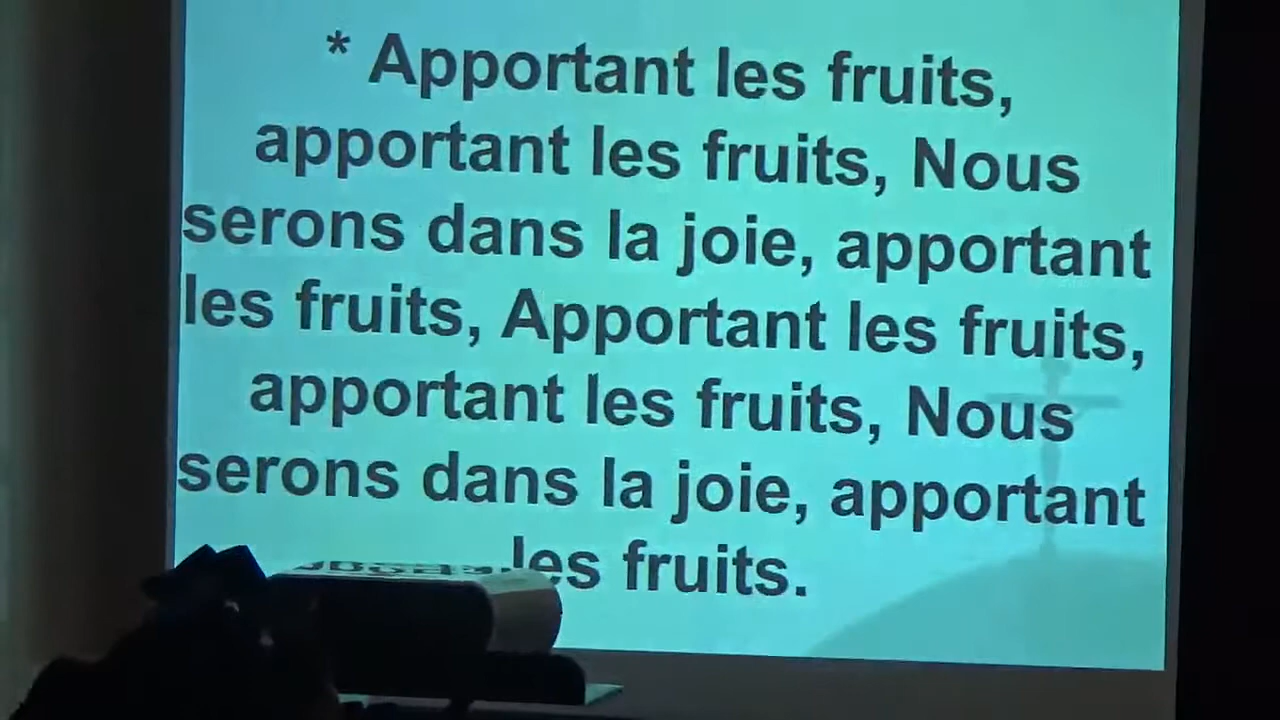 * Apportant les fruits,
apportant les fruits, Nous
serons dans la joie, apportant
les fruits, Apportant les fruits,
apportant les fruits, Nous
serons dans la joie, apportant
les fruits.